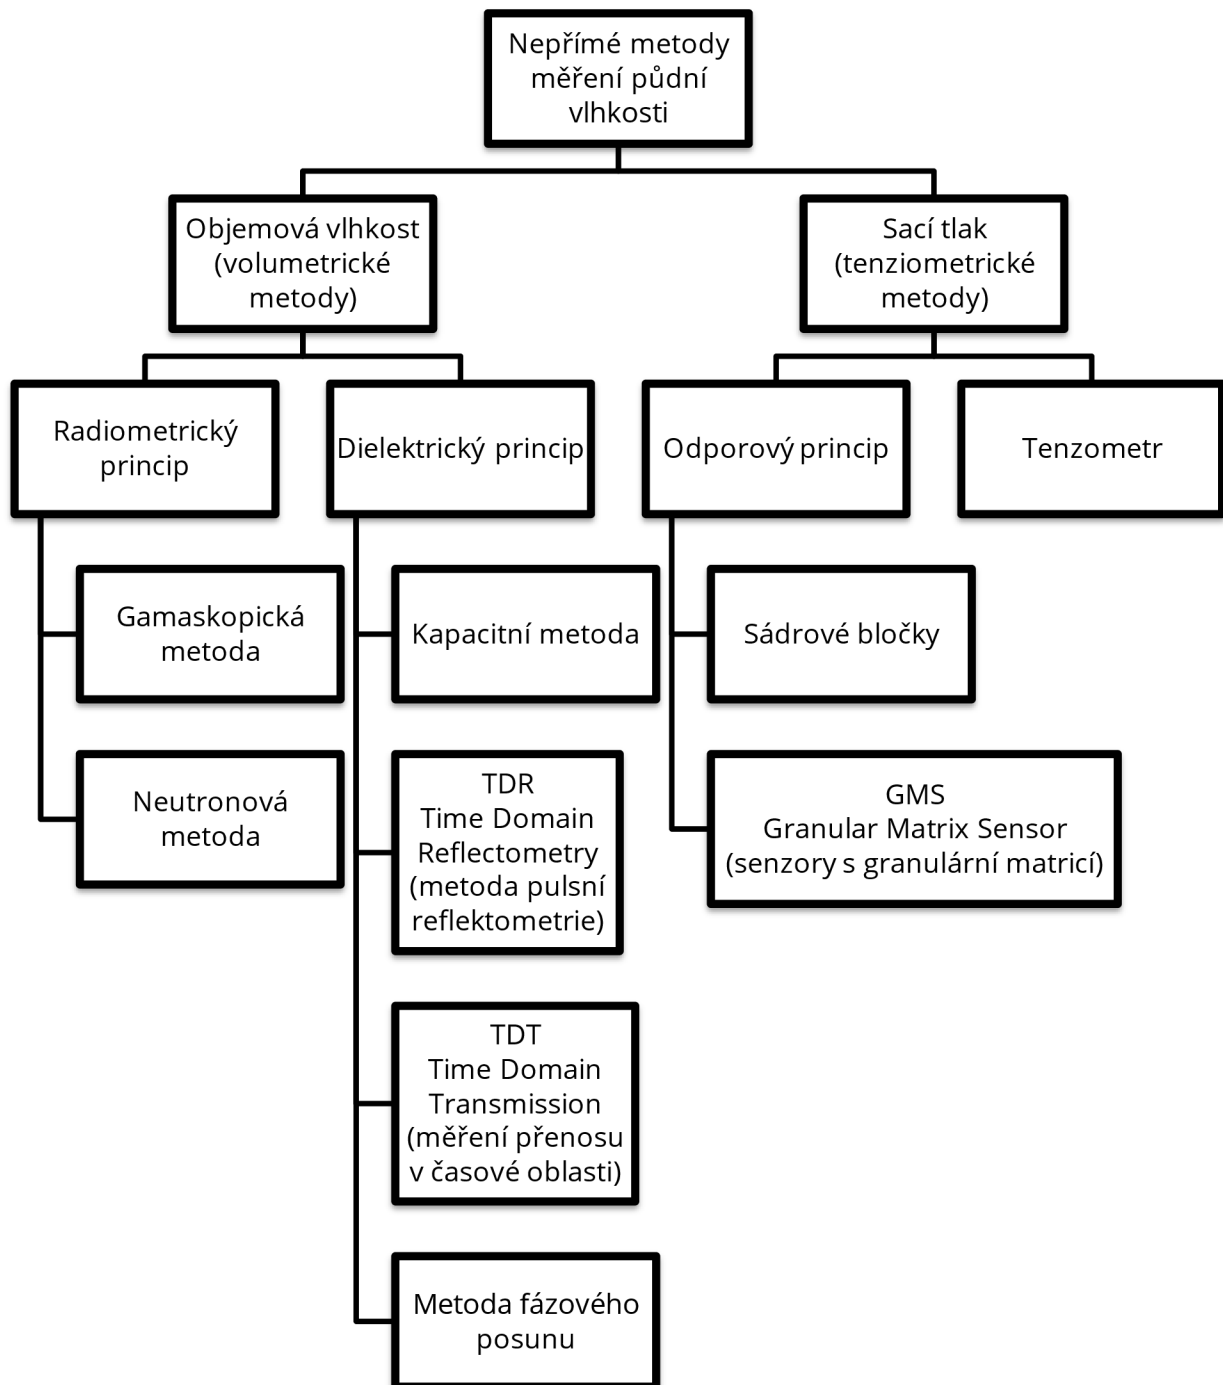 Nepřímé metody
měření půdní
vlhkosti
Objemová vlhkost
(volumetrické
metody)
Sací tlak
(tenziometrické
metody)
Radiometrický
princip
Dielektrický princip
Odporový princip
Tenzometr
Gamaskopická
metoda
Kapacitní metoda
Sádrové bločky
Neutronová
metoda
TDR
Time Domain
Reflectometry
(metoda pulsní
reflektometrie)
GMS
Granular Matrix Sensor
(senzory s granulární matricí)
TDT
Time Domain
Transmission
(měření přenosu
v časové oblasti)
Metoda fázového
posunu